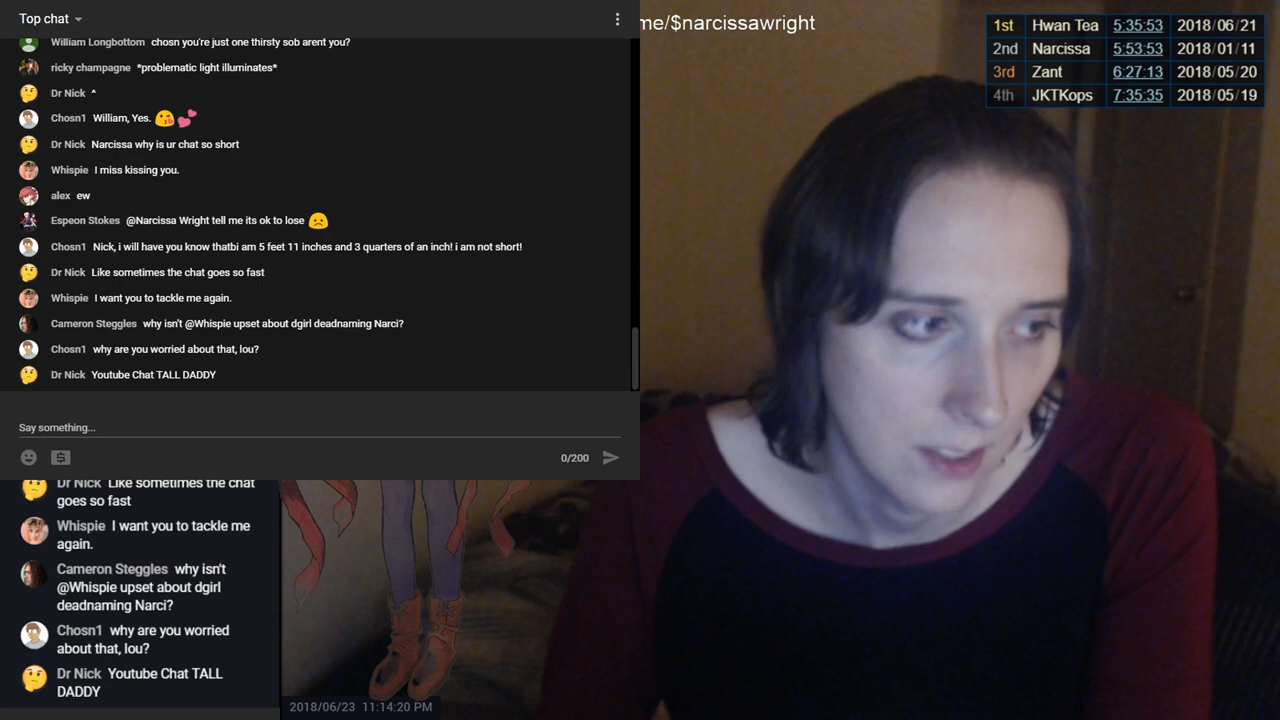 Top chat
William Longbottom chosn you're just one thirsty sob arent you?
ricky champagne *problematic light illuminates*
Dr Nick ^
Chosn1 William, Yes. 😘 💕
Dr Nick Narcissa why is ur chat so short
Whispie I miss kissing you.
alex ew
Espeon Stokes @Narcissa Wright tell me its ok to lose ☹️
Chosn1 Nick, i will have you know thatbi am 5 feet 11 inches and 3 quarters of an inch! i am not short!
Dr Nick Like sometimes the chat goes so fast
Whispie I want you to tackle me again.
Cameron Steggles why isn't @Whispie upset about dgirl deadnaming Narci?
Chosn1 why are you worried about that, lou?
Dr Nick Youtube Chat TALL DADDY
Say something...
0/200
me/$narcissawright
1st Hwan Tea 5:35:53 2018/06/21
2nd Narcissa 5:53:53 2018/01/11
3rd Zant 6:27:13 2018/05/20
4th JKTKops 7:35:35 2018/05/19
Dr Nick Like sometimes the chat
goes so fast
Whispie I want you to tackle me
again.
Cameron Steggles why isn't
@Whispie upset about dgirl
deadnaming Narci?
Chosn1 why are you worried
about that, lou?
Dr Nick Youtube Chat TALL
DADDY
2018/06/23 11:14:20 PM